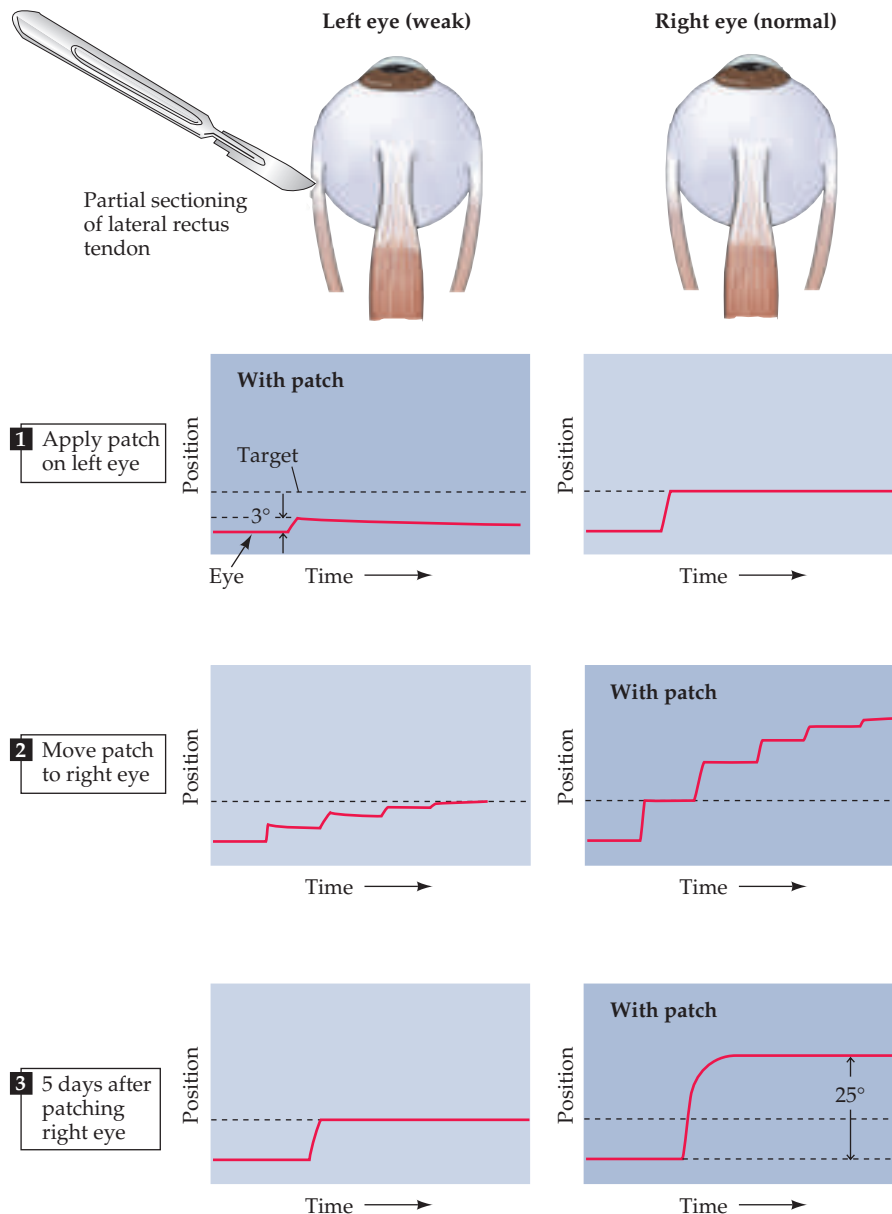 Left eye (weak)
Right eye (normal)
Partial sectioning
of lateral rectus
tendon
1 Apply patch
on left eye
Position
With patch
Target
3°
Eye
Time
Position
Time
2 Move patch
to right eye
Position
Time
Position
With patch
Time
3 5 days after
patching
right eye
Position
Time
Position
With patch
25°
Time